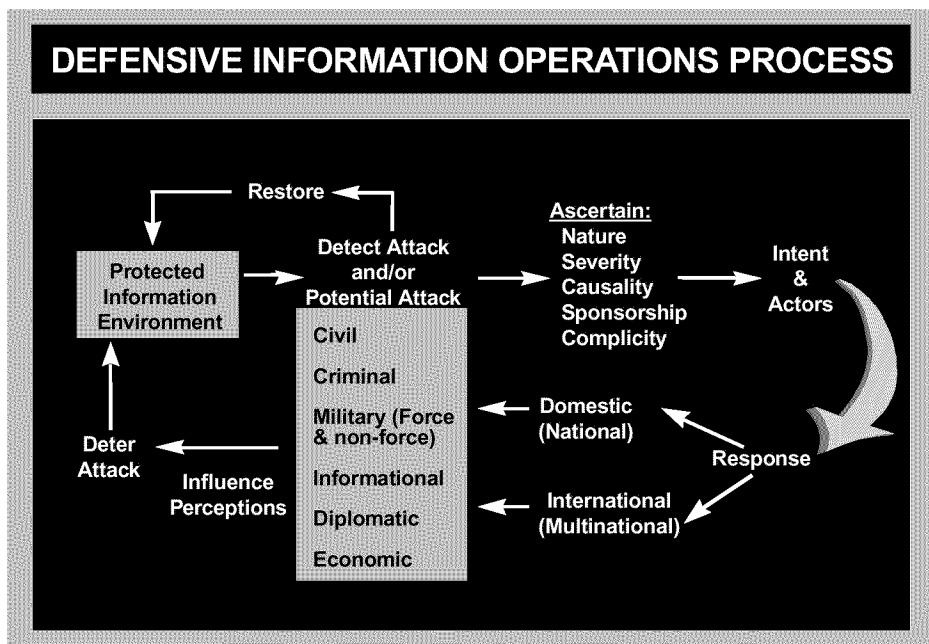 DEFENSIVE INFORMATION OPERATIONS PROCESS
Restore
Protected
Information
Environment
Detect Attack
and/or
Potential Attack
Ascertain:
Nature
Severity
Causality
Sponsorship
Complicity
Intent
&
Actors
Civil
Criminal
Military (Force
& non-force)
Informational
Diplomatic
Economic
Domestic
(National)
Response
International
(Multinational)
Influence
Perceptions
Deter
Attack